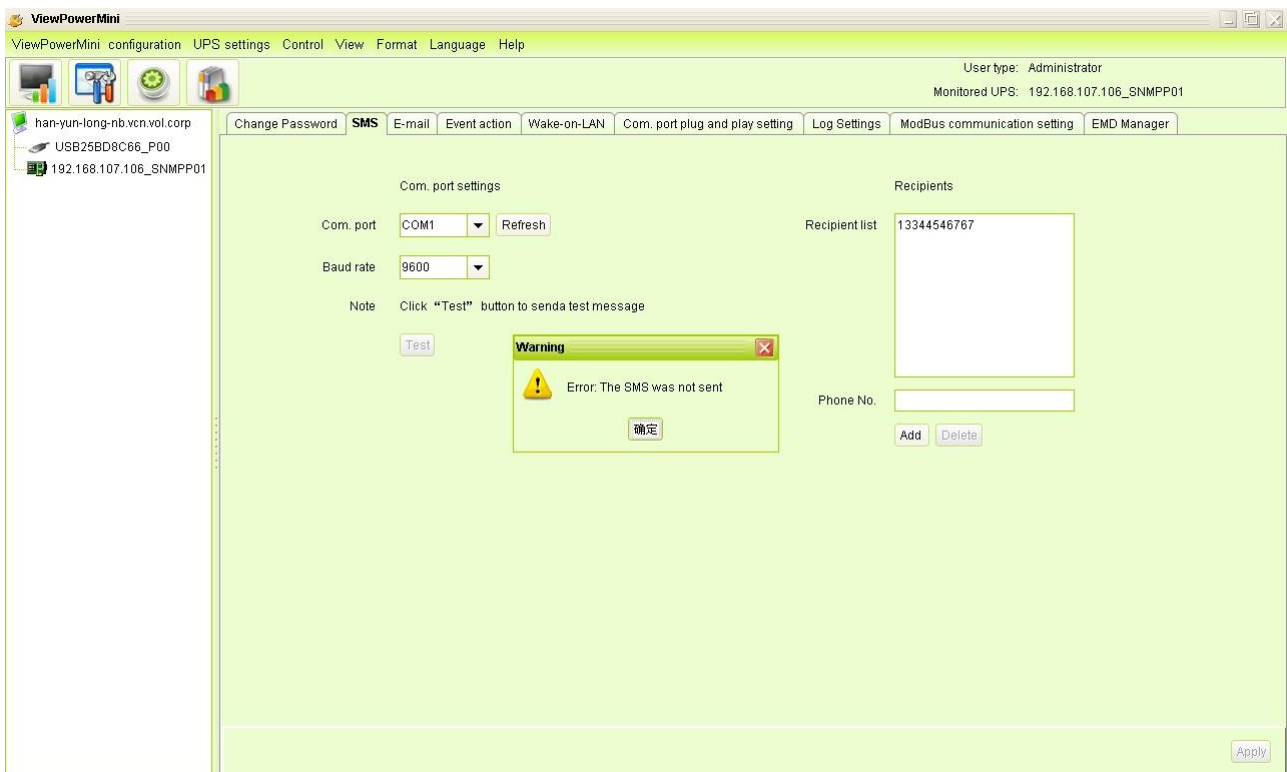 ViewPowerMini
ViewPowerMini configuration UPS settings Control View Format Language Help
User type: Administrator
Monitored UPS: 192.168.107.106_SNMPP01
han-yun-long-nb.vcn.vol.corp
USB25BD8C66_P00
192.168.107.106_SNMPP01
Change Password SMS E-mail Event action Wake-on-LAN Com. port plug and play setting Log Settings ModBus communication setting EMD Manager
Com. port settings
Com. port COM1 Refresh
Baud rate 9600
Note Click “Test” button to senda test message
Test
Recipients
Recipient list 13344546767
Phone No.
Add Delete
Warning
Error: The SMS was not sent
确定
Apply